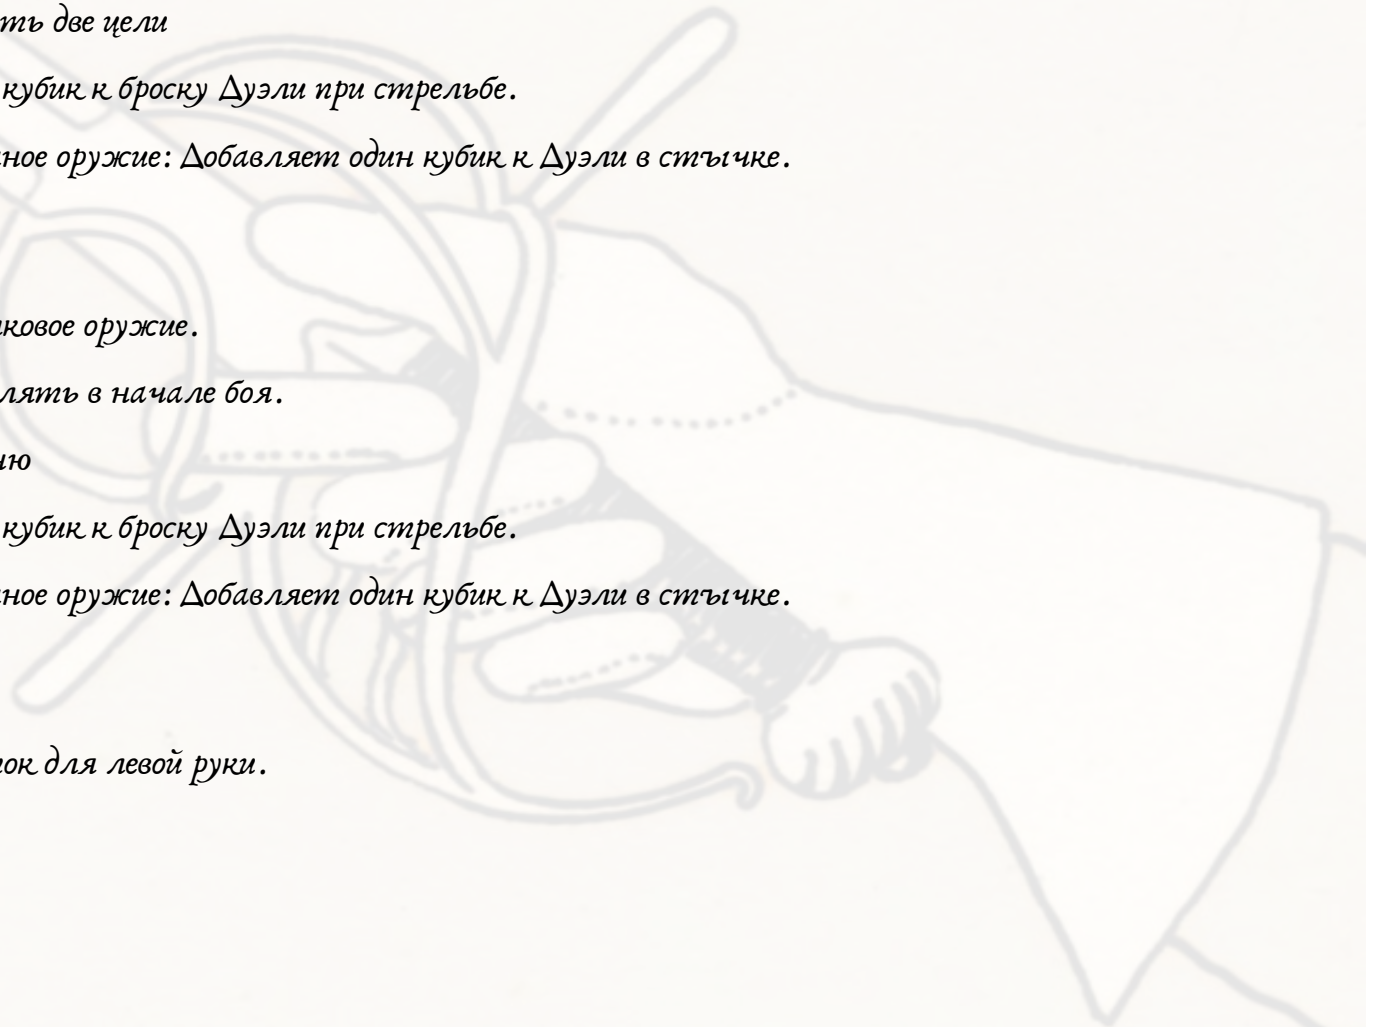 ть две цели
кубик к броску Дуэли при стрельбе.
ное оружие: Добавляет один кубик к Дуэли в стычке.
ковое оружие.
лять в начале боя.
ию
кубик к броску Дуэли при стрельбе.
ное оружие: Добавляет один кубик к Дуэли в стычке.
ок для левой руки.